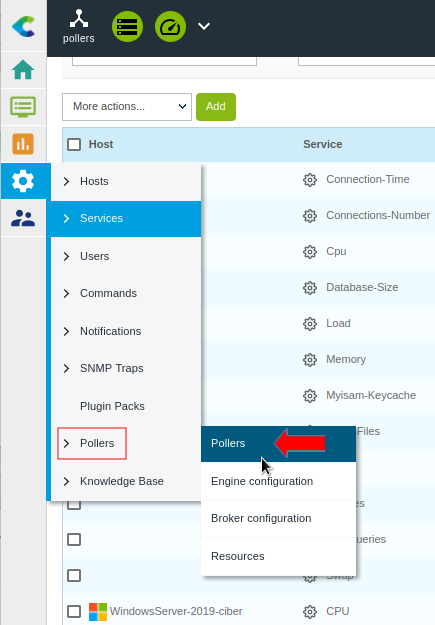 pollers
More actions...
Add
Host
Service
Hosts
Connection-Time
Services
Connections-Number
Users
Cpu
Commands
Database-Size
Notifications
Load
SNMP Traps
Memory
Plugin Packs
Myisam-Keycache
Pollers
Pollers
Files
Knowledge Base
Engine configuration
Broker configuration
Resources
Swap
WindowsServer-2019-ciber
CPU